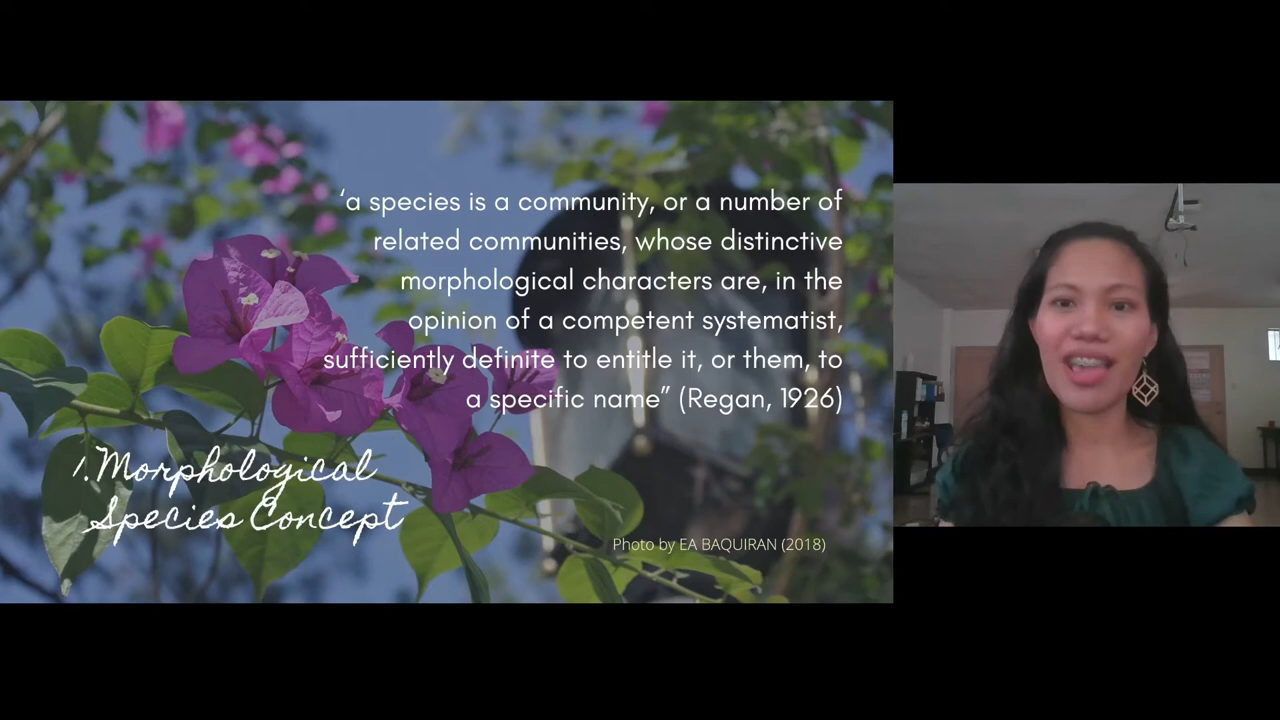 ‘a species is a community, or a number of
related communities, whose distinctive
morphological characters are, in the
opinion of a competent systematist,
sufficiently definite to entitle it, or them, to
a specific name” (Regan, 1926)
1. Morphological
Species Concept
Photo by EA BAQUIRAN (2018)